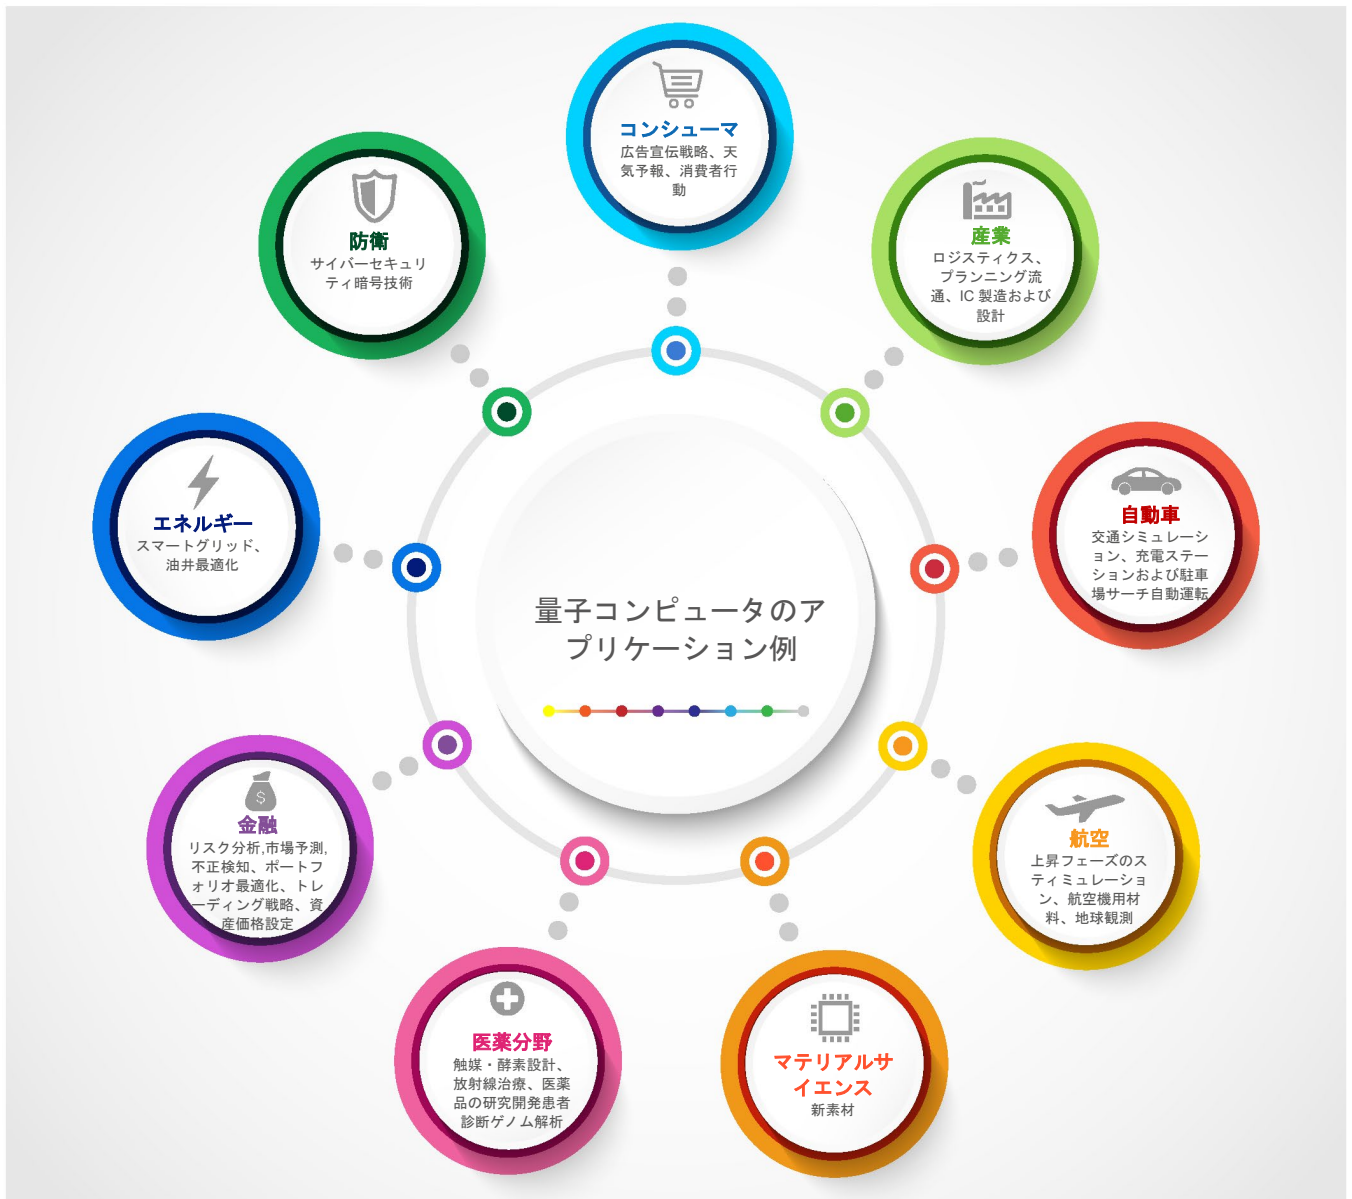 コンシューマ
広告宣伝戦略、天
気予報、消費者行
動
産業
ロジスティクス、
プランニング流
通、IC 製造および
設計
自動車
交通シミュレーシ
ョン、充電ステー
ションおよび駐車
場サーチ自動運転
航空
上昇フェーズのス
ティミュレーショ
ン、航空機用材
料、地球観測
マテリアルサ
イエンス
新素材
医薬分野
触媒・酵素設計、
放射線治療、医薬
品の研究開発患者
診断ゲノム解析
$
金融
リスク分析,市場予測,
不正検知、ポートフ
ォリオ最適化、トレ
ーディング戦略、資
産価格設定
エネルギー
スマートグリッド、
油井最適化
防衛
サイバーセキュリ
ティ暗号技術
量子コンピュータのア
プリケーション例